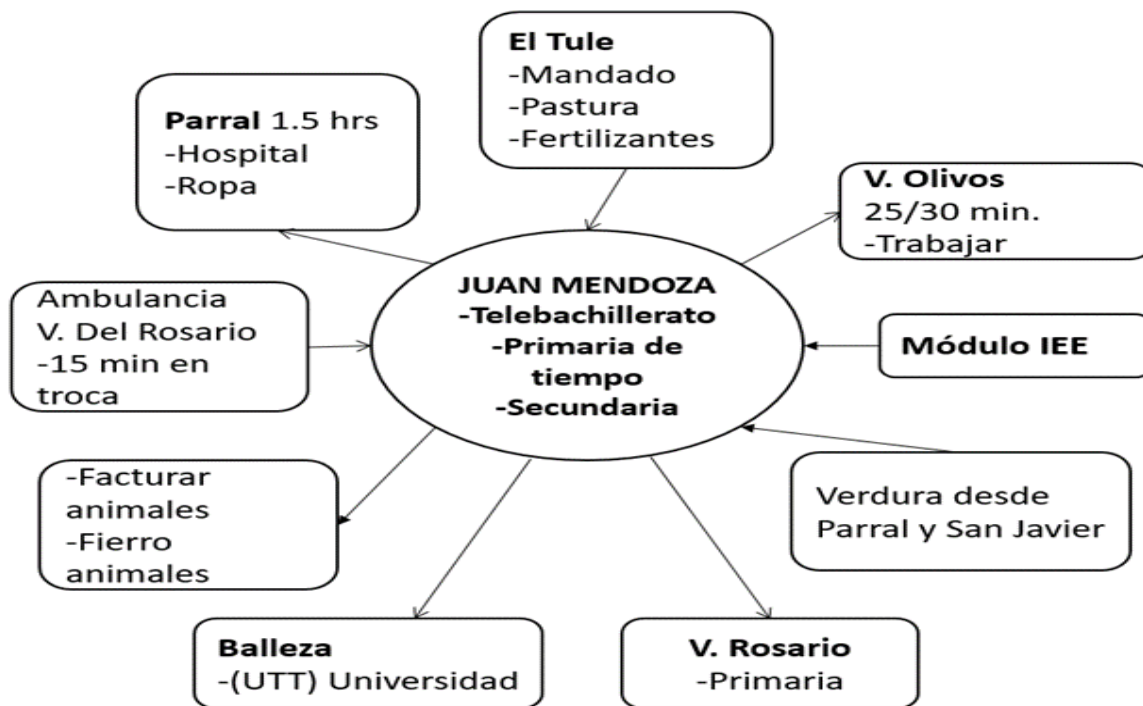 El Tule
-Mandado
-Pastura
-Fertilizantes
Parral 1.5 hrs
-Hospital
-Ropa
V. Olivos
25/30 min.
-Trabajar
JUAN MENDOZA
-Telebachillerato
-Primaria de
tiempo
-Secundaria
Ambulancia
V. Del Rosario
-15 min en
troca
Módulo IEE
-Facturar
animales
-Fierro
animales
Verdura desde
Parral y San Javier
Balleza
-(UTT) Universidad
V. Rosario
-Primaria